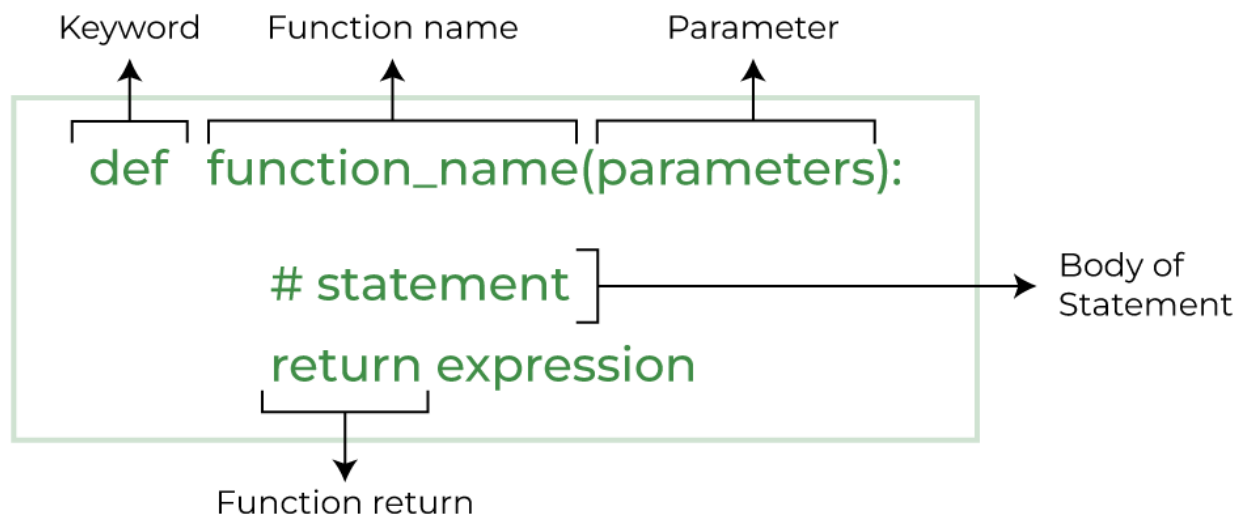 Keyword Function name Parameter
def function_name(parameters):
# statement
Body of
Statement
return expression
Function return